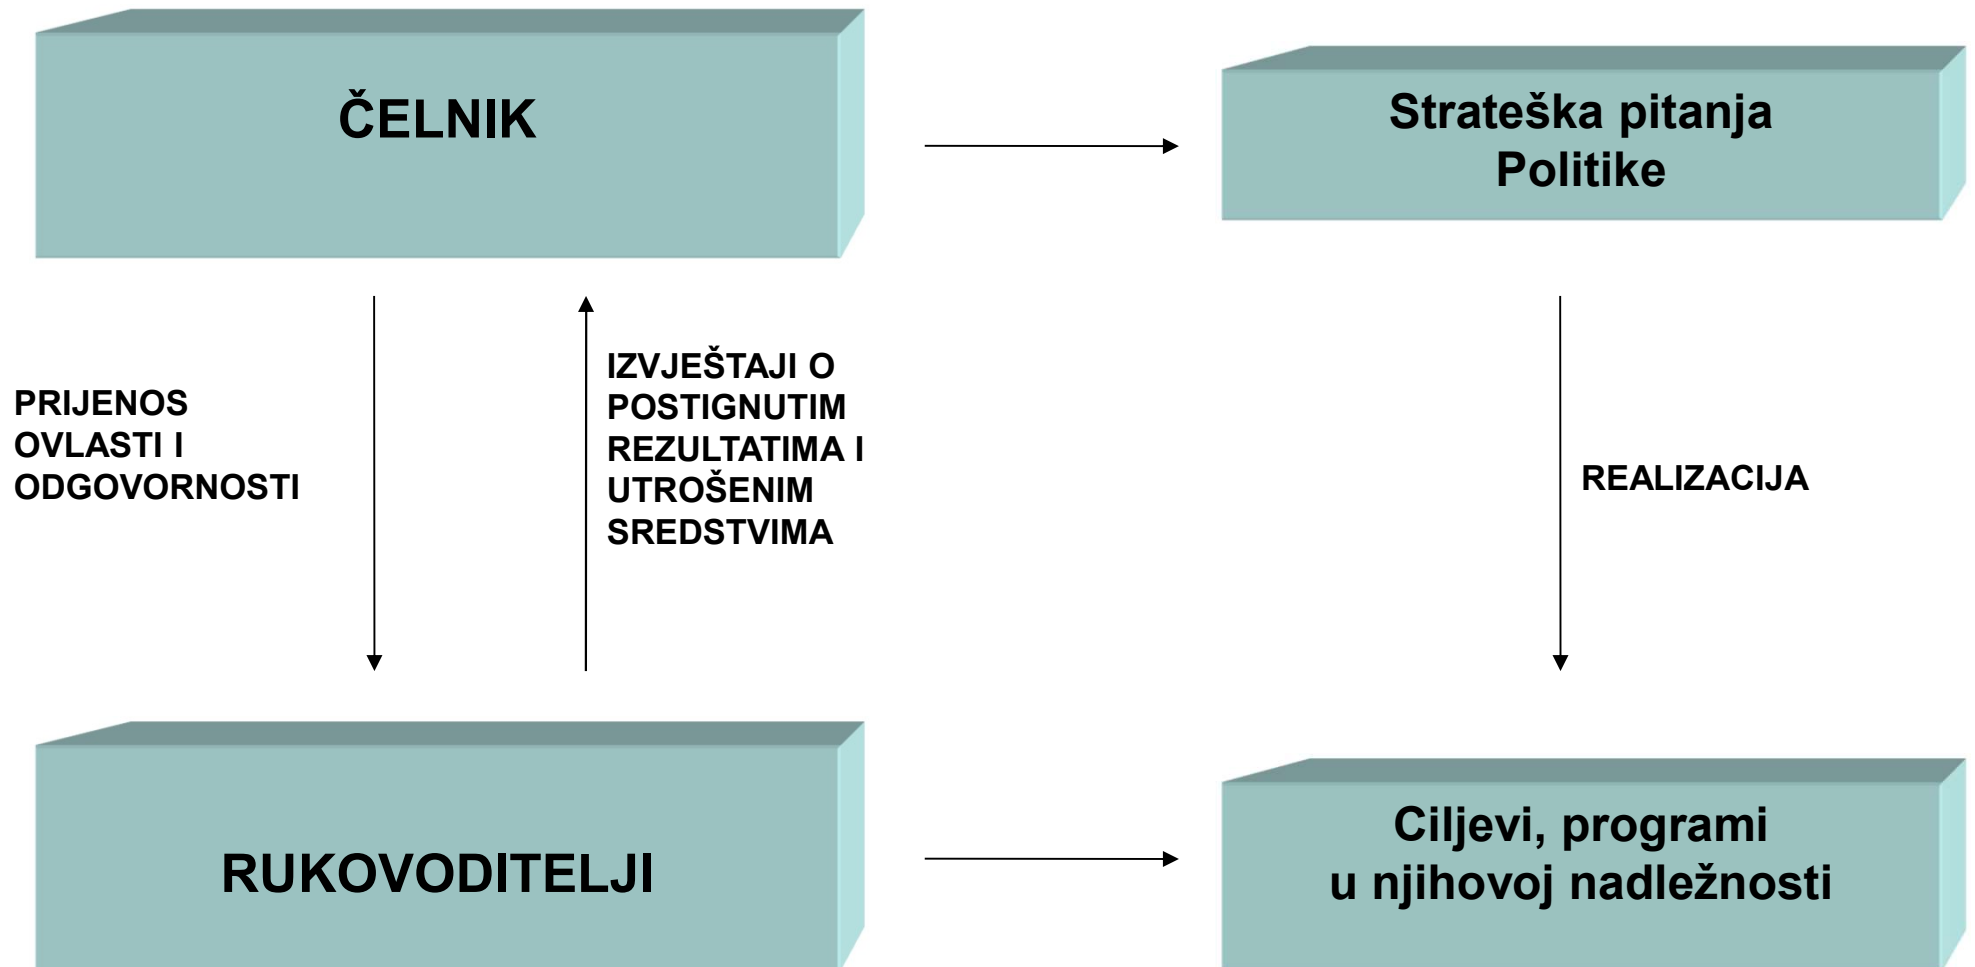 ČELNIK
Strateška pitanja
Politike
PRIJENOS
OVLASTI I
ODGOVORNOSTI
IZVJEŠTAJI O
POSTIGNUTIM
REZULTATIMA I
UTROŠENIM
SREDSTVIMA
REALIZACIJA
RUKOVODITELJI
Ciljevi, programi
u njihovoj nadležnosti